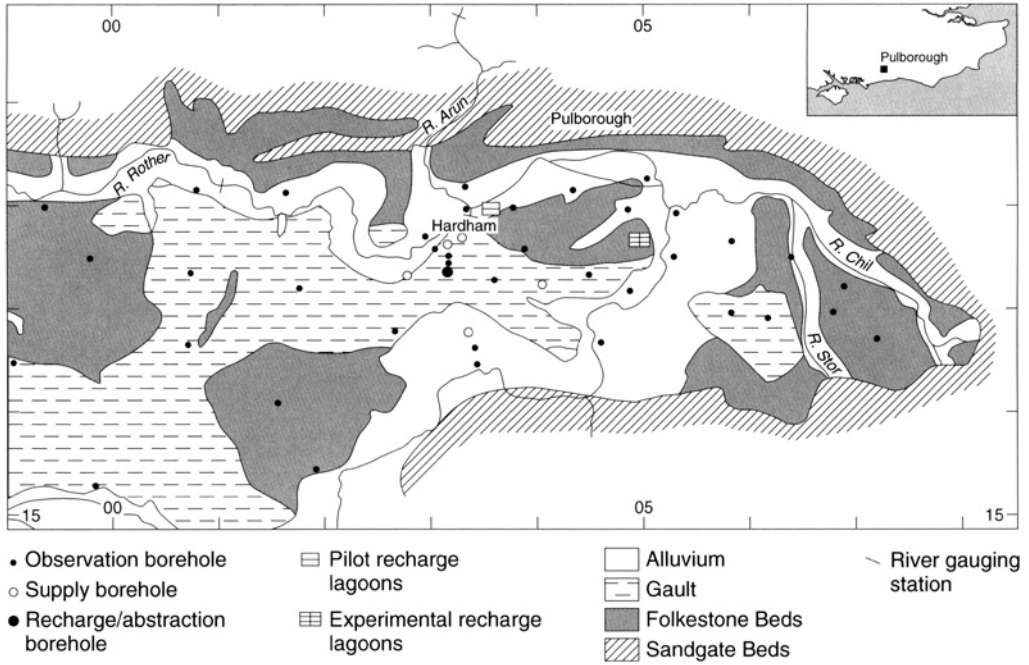 00
05
Pulborough
R. Arun
Pulborough
R. Rother
Hardham
R. Chil
R. Stor
15
00
05
15
Observation borehole
Supply borehole
Recharge/abstraction
borehole
Pilot recharge
lagoons
Experimental recharge
lagoons
Alluvium
Gault
Folkestone Beds
Sandgate Beds
River gauging
station